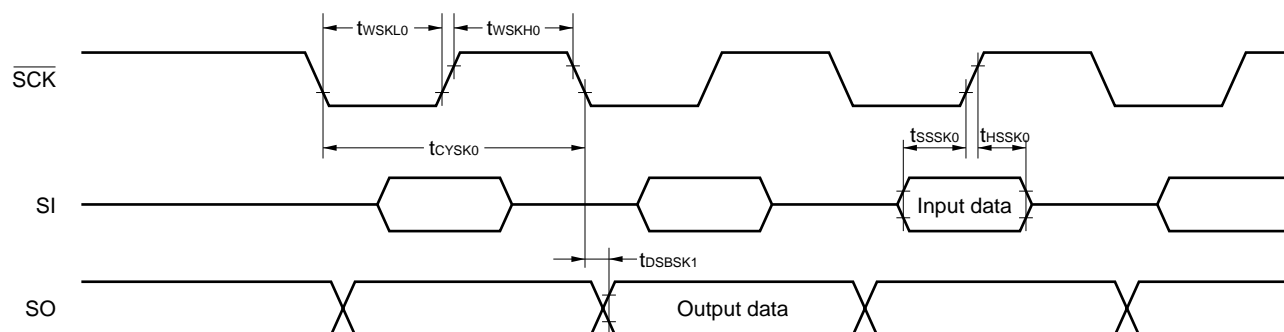 tWSKL0 tWSKH0
SCK
tCYSK0
tSSSK0 tHSSK0
SI
Input data
tDSBSK1
SO
Output data